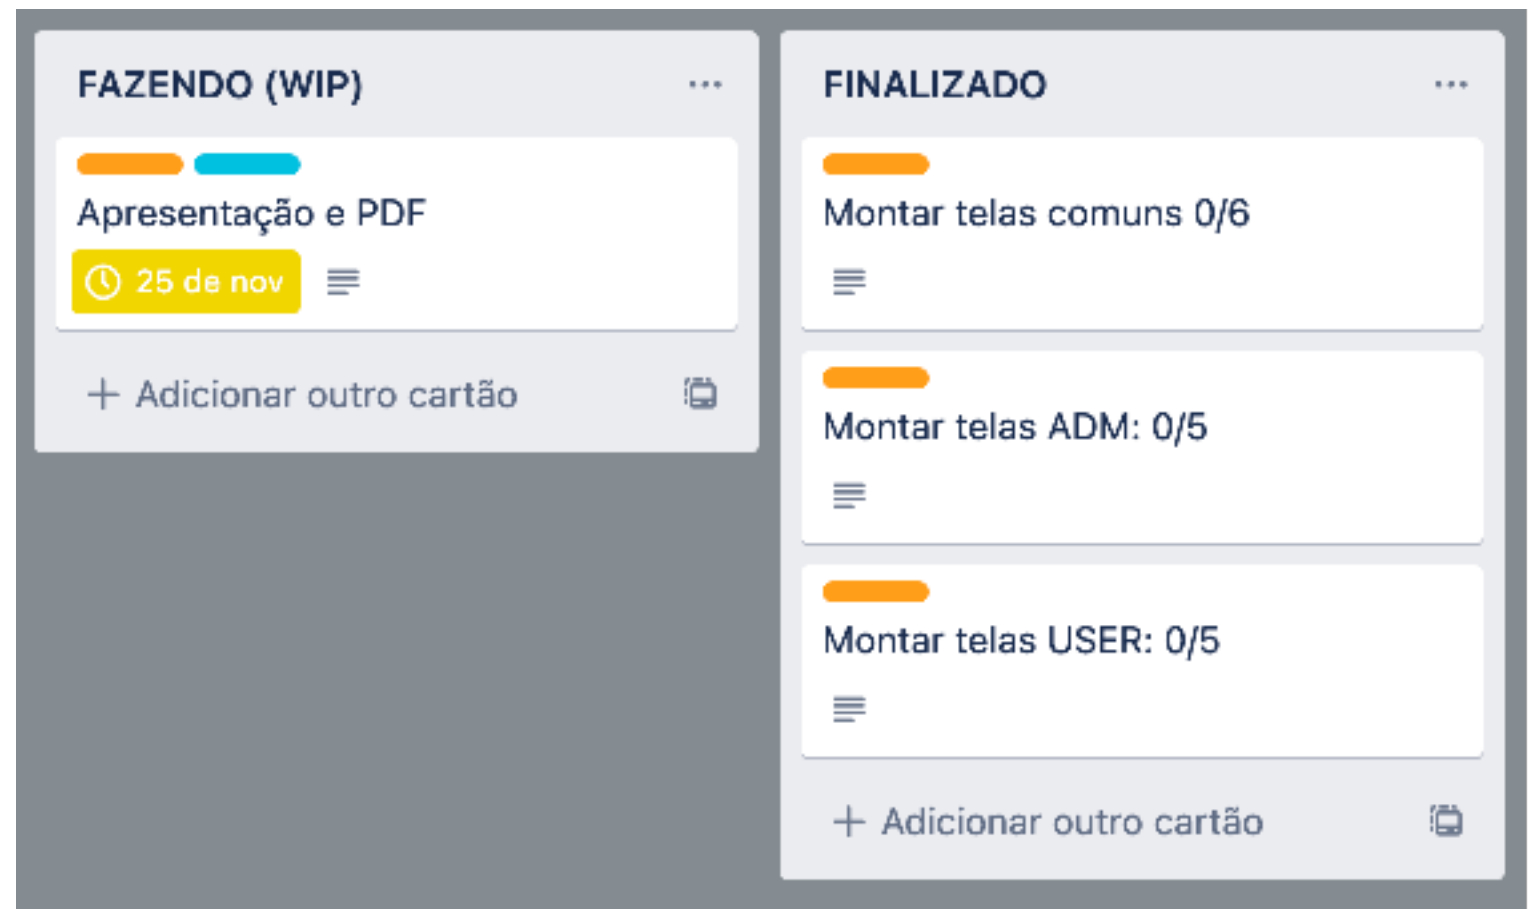 FAZENDO (WIP)
Apresentação e PDF
25 de nov
+ Adicionar outro cartão
FINALIZADO
Montar telas comuns 0/6
Montar telas ADM: 0/5
Montar telas USER: 0/5
+ Adicionar outro cartão